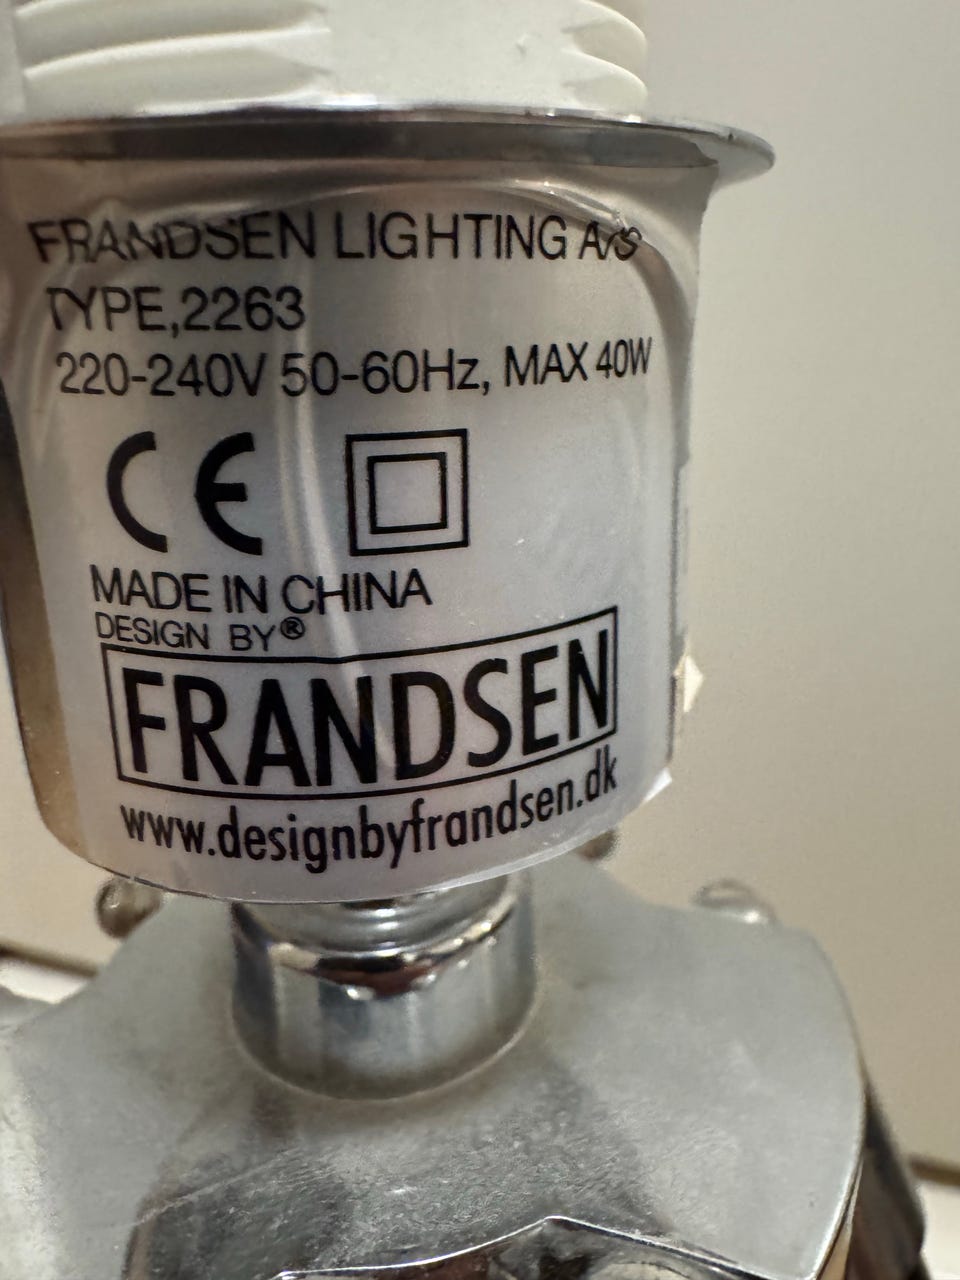 FRANDSEN LIGHTING A/S
TYPE,2263
220-240V 50-60Hz, MAX 40W
CE
MADE IN CHINA
DESIGN BY®
FRANDSEN
www.designbyfrandsen.dk